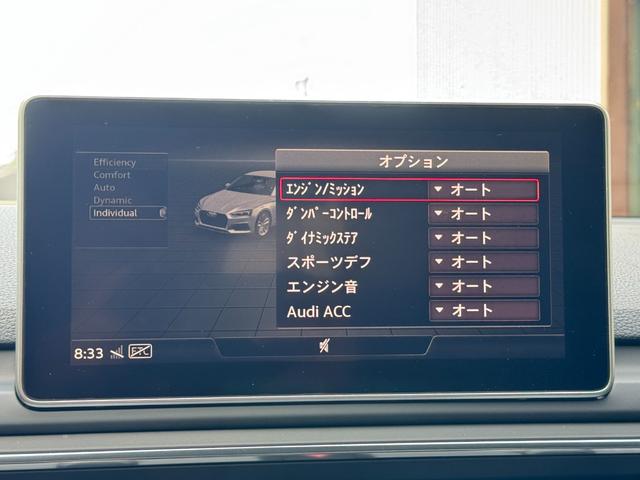 オプション
Efficiency
Comfort
Auto
Dynamic
Individual
ｴﾝｼﾞﾝ/ﾐｯｼｮﾝ オート
ﾀﾞﾝﾊﾟｰｺﾝﾄﾛｰﾙ オート
ﾀﾞｲﾅﾐｯｸｽﾃｱ オート
スポーツデフ オート
エンジン音 オート
Audi ACC オート
8:33 ETC